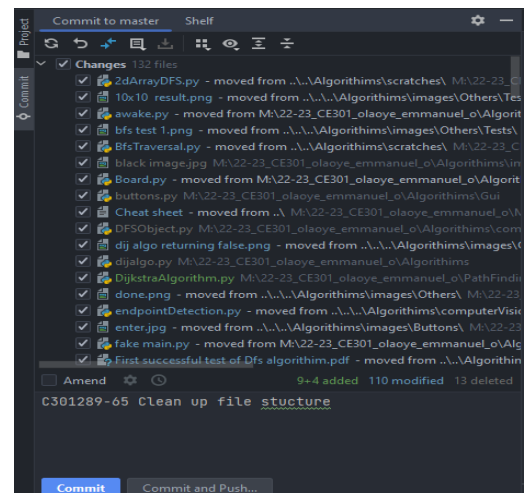 Project
Commit
Commit to master Shelf
Changes 132 files
2dArrayDFS.py - moved from ..\..\Algorithims\scratches\ M:\22-23_C
10x10 result.png - moved from ..\..\..\Algorithims\images\Others\Tes
awake.py - moved from M:\22-23_CE301_olaoye_emmanuel_o\Algorit
bfs test 1.png - moved from ..\..\..\Algorithims\images\Others\Tests\
BfsTraversal.py - moved from ..\..\Algorithims\scratches\ M:\22-23_C
black image.jpg M:\22-23_CE301_olaoye_emmanuel_o\Algorithims\im
Board.py - moved from M:\22-23_CE301_olaoye_emmanuel_o\Algorit
buttons.py M:\22-23_CE301_olaoye_emmanuel_o\Algorithims\Gui
Cheat sheet - moved from ..\ M:\22-23_CE301_olaoye_emmanuel_o\M
DFSObject.py M:\22-23_CE301_olaoye_emmanuel_o\Algorithims\com
dij algo returning false.png - moved from ..\..\..\Algorithims\images\
dijalgo.py M:\22-23_CE301_olaoye_emmanuel_o\Algorithims
DijkstraAlgorithm.py M:\22-23_CE301_olaoye_emmanuel_o\PathFindin
done.png - moved from ..\..\Algorithims\images\Others\ M:\22-23
endpointDetection.py - moved from ..\..\Algorithims\computerVisio
enter.jpg - moved from ..\..\..\Algorithims\images\Buttons\ M:\22-23
fake main.py - moved from M:\22-23_CE301_olaoye_emmanuel_o\Alg
First successful test of Dfs algorithim.pdf - moved from ..\..\Algorithim
Amend 9+4 added 110 modified 13 deleted
C301289-65 Clean up file stucture
Commit Commit and Push...